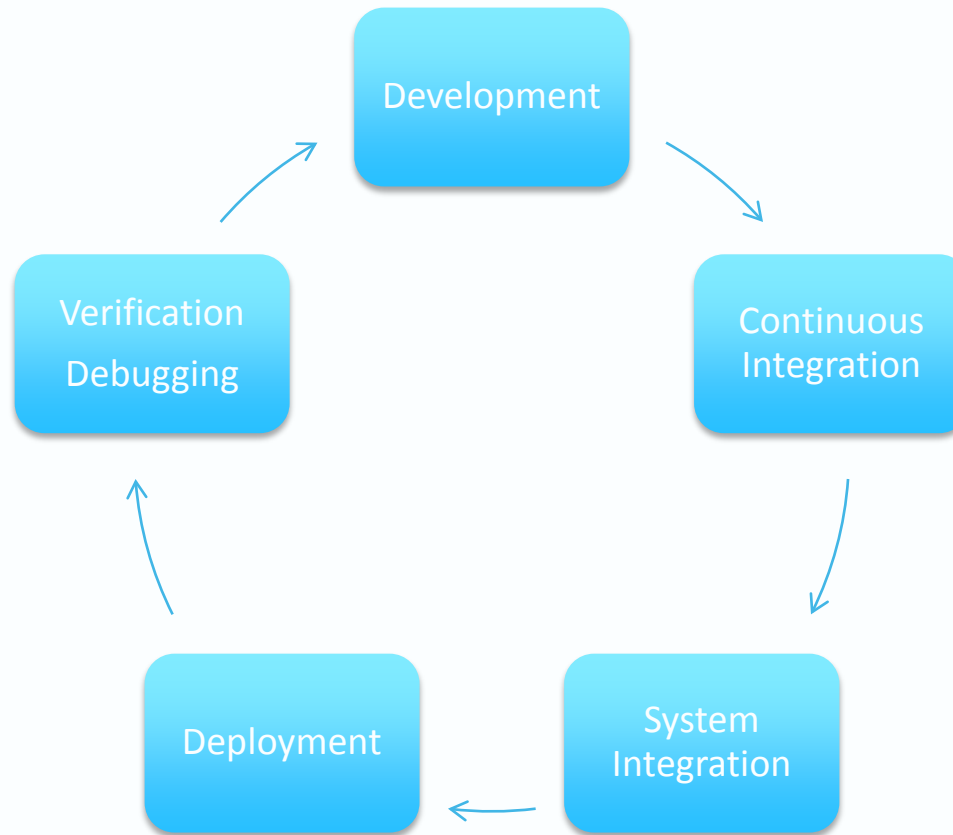 Development
Continuous
Integration
System
Integration
Deployment
Verification
Debugging